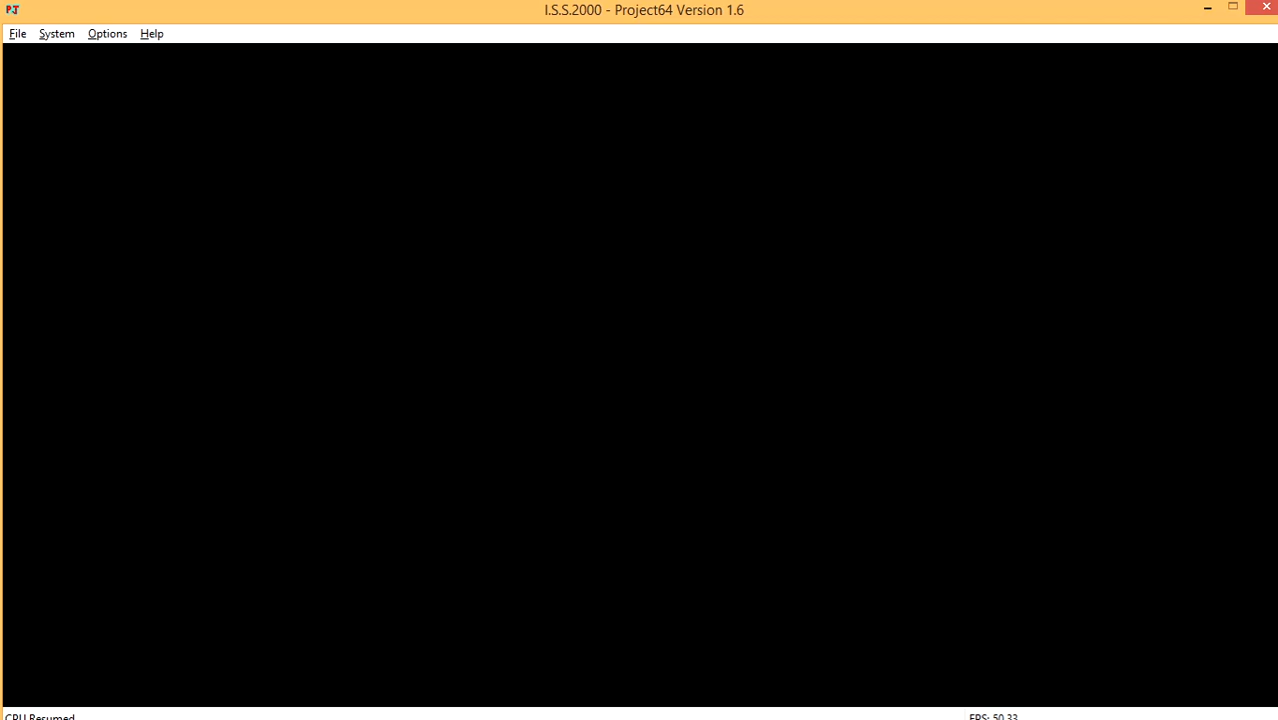 I.S.S.2000 - Project64 Version 1.6
File System Options Help
CPU Resumed FPS: 50.33